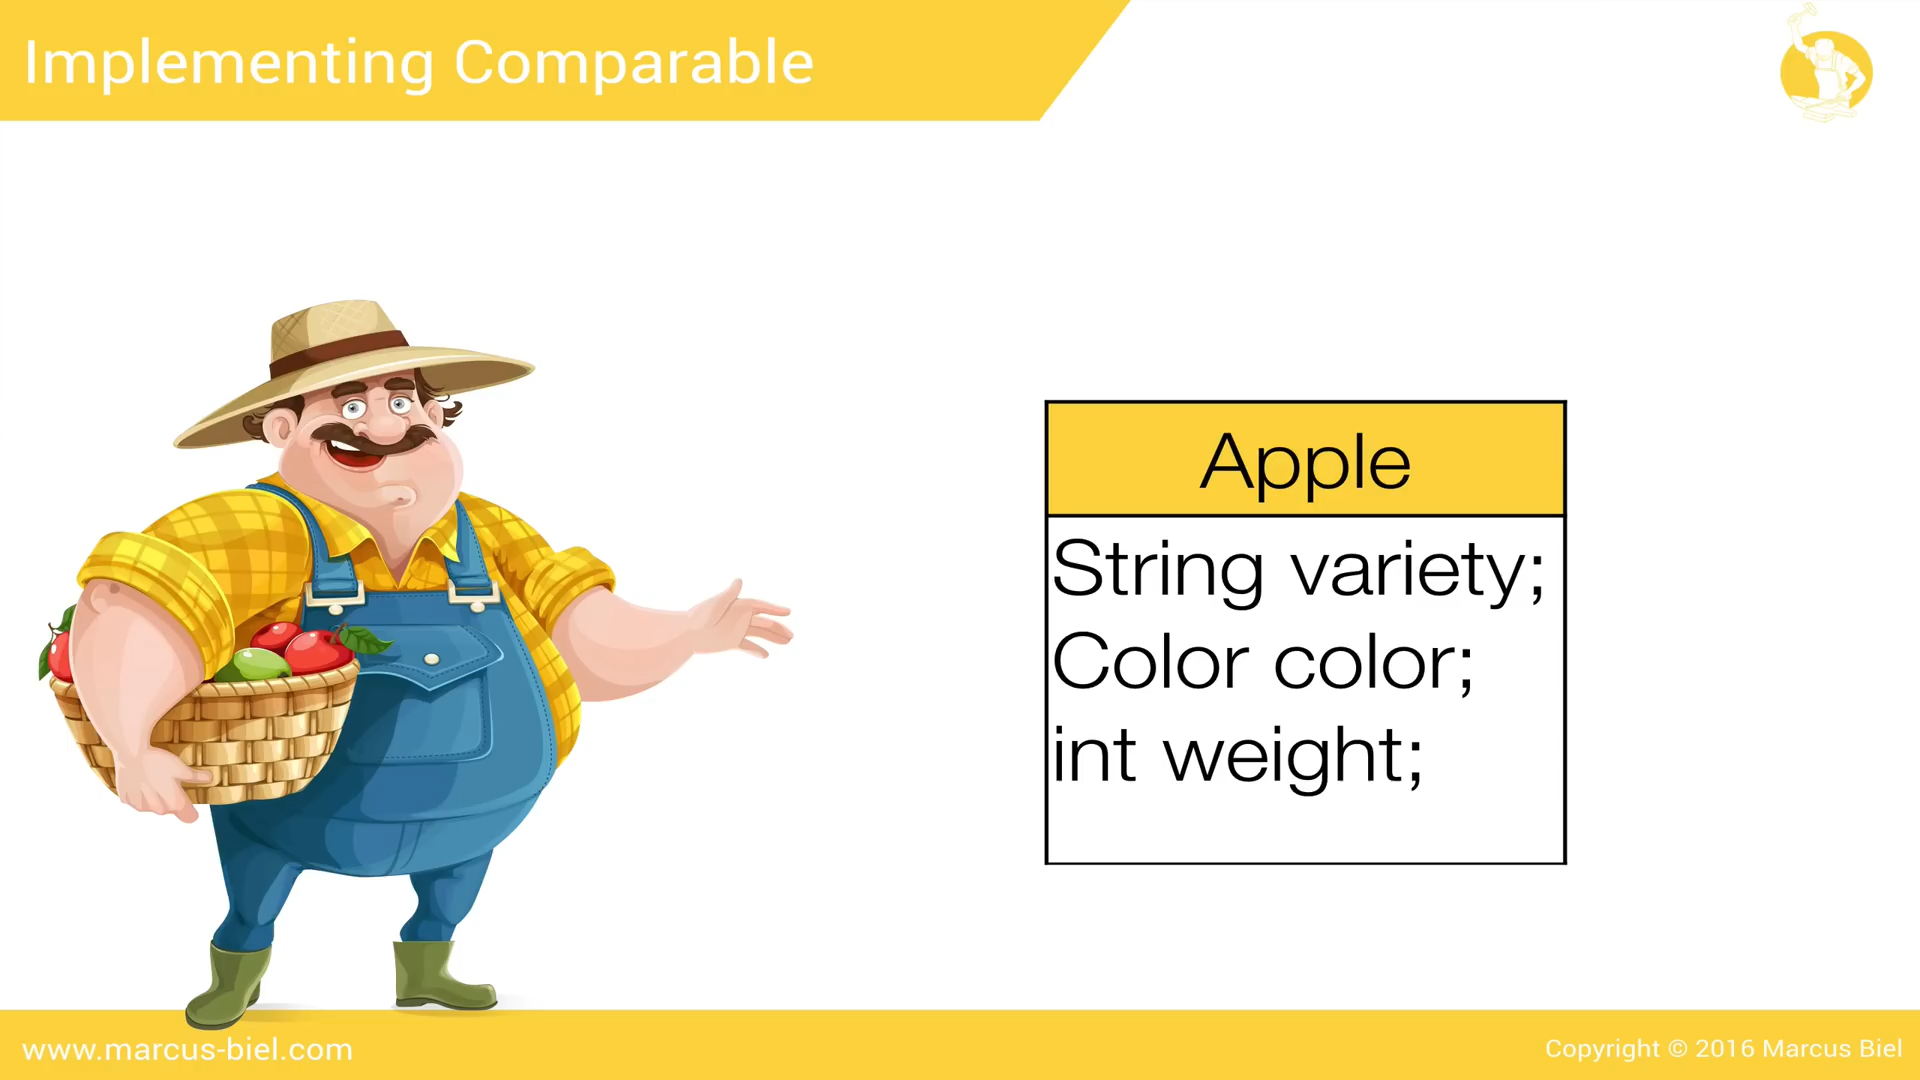 Implementing Comparable
Apple
String variety;
Color color;
int weight;
www.marcus-biel.com
Copyright © 2016 Marcus Biel